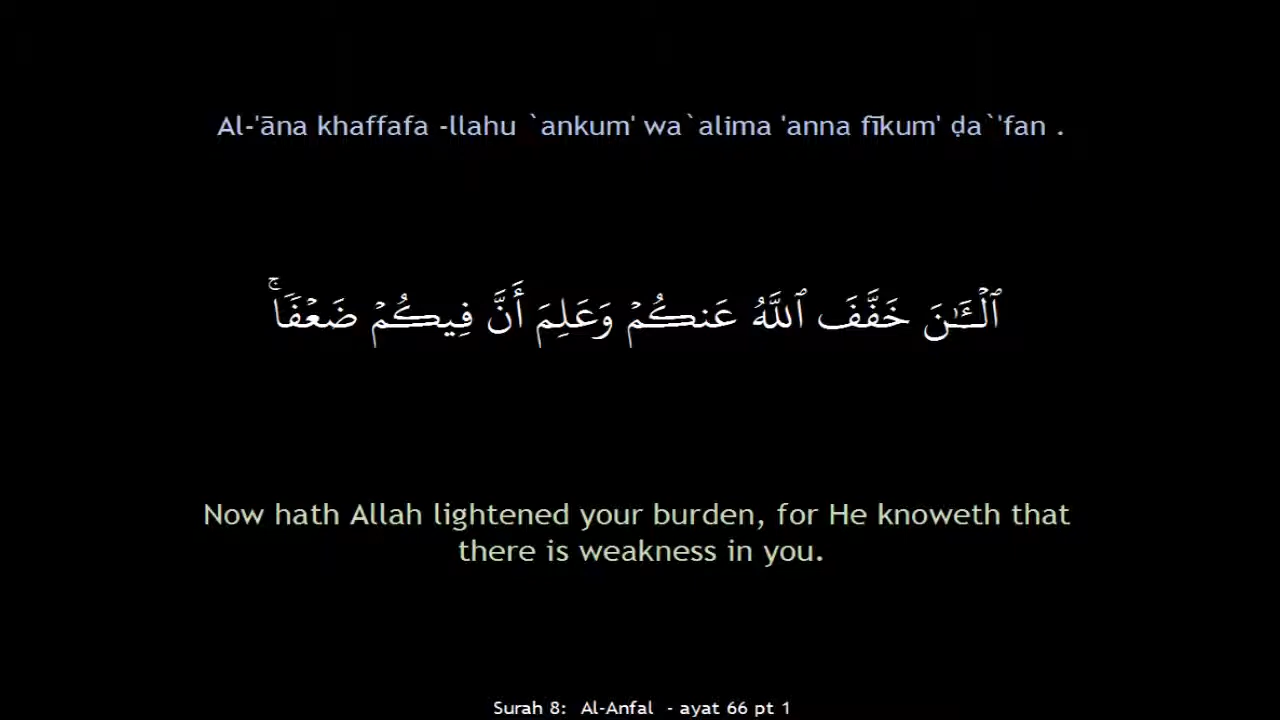 Al-'āna khaffafa -llahu `ankum' wa`alima 'anna fīkum' ḍa`'fan .
ٱلْـَٔـٰنَ خَفَّفَ ٱللَّهُ عَنكُمْ وَعَلِمَ أَنَّ فِيكُمْ ضَعْفًا ۚ
Now hath Allah lightened your burden, for He knoweth that
there is weakness in you.
Surah 8: Al-Anfal - ayat 66 pt 1